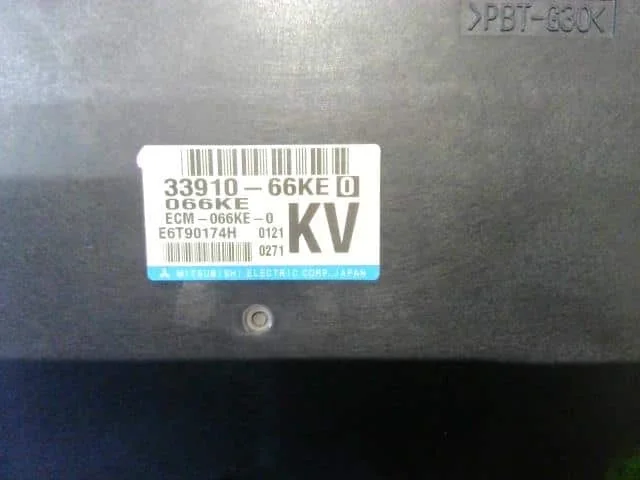 >PBT-G30<
33910-66KE 0
066KE
ECM-066KE-0
E6T90174H 0121
0271
KV
MITSUBISHI ELECTRIC CORP. JAPAN